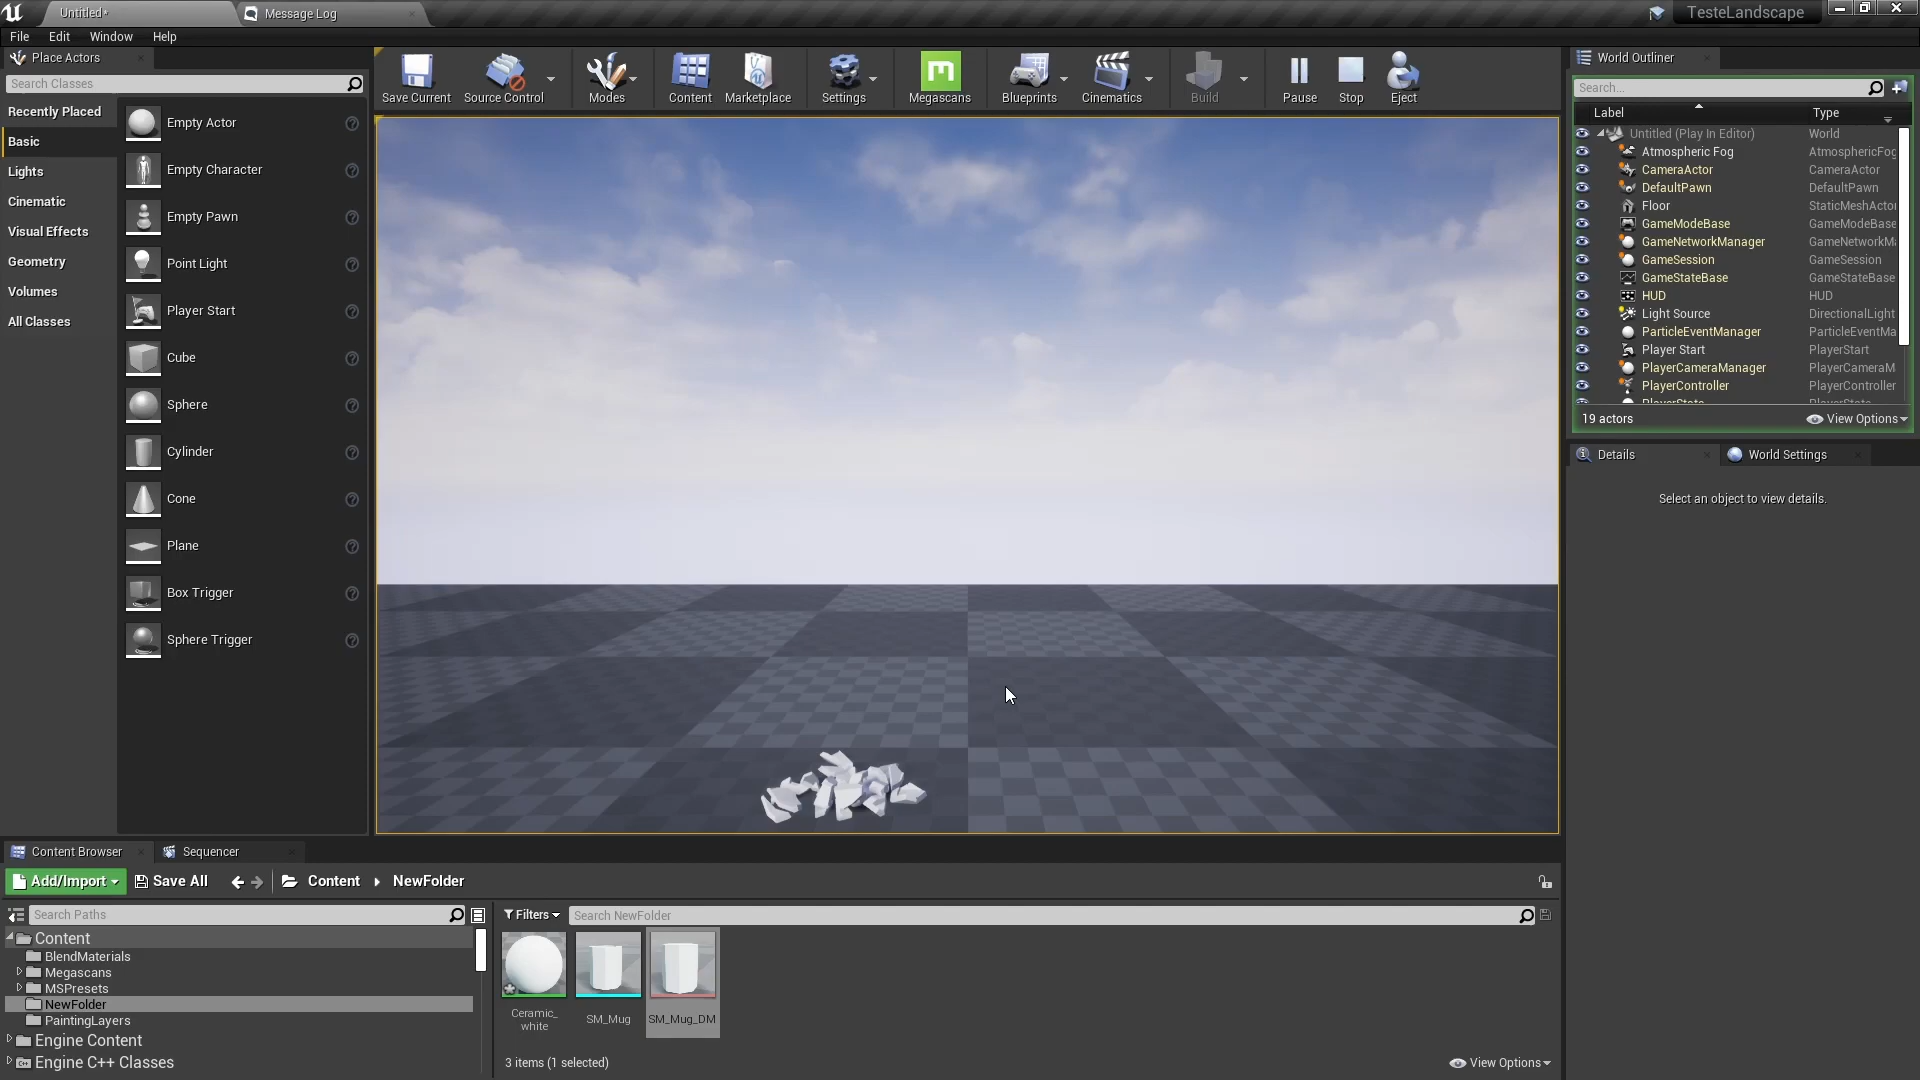 Untitled*
Message Log
TesteLandscape
File
Edit
Window
Help
Place Actors
Search Classes
Recently Placed
Basic
Lights
Cinematic
Visual Effects
Geometry
Volumes
All Classes
Empty Actor
Empty Character
Empty Pawn
Point Light
Player Start
Cube
Sphere
Cylinder
Cone
Plane
Box Trigger
Sphere Trigger
Save Current
Source Control
Modes
Content
Marketplace
Settings
Megascans
Blueprints
Cinematics
Build
Pause
Stop
Eject
World Outliner
Search...
Label Type
Untitled (Play In Editor) World
Atmospheric Fog AtmosphericFog
CameraActor CameraActor
DefaultPawn DefaultPawn
Floor StaticMeshActo
GameModeBase GameModeBase
GameNetworkManager GameNetworkMa
GameSession GameSession
GameStateBase GameStateBase
HUD HUD
Light Source DirectionalLight
ParticleEventManager ParticleEventMa
Player Start PlayerStart
PlayerCameraManager PlayerCameraM
PlayerController PlayerController
19 actors
View Options
Details
World Settings
Select an object to view details.
Content Browser
Sequencer
Add/Import
Save All
Content
NewFolder
Search Paths
Content
BlendMaterials
Megascans
MSPresets
NewFolder
PaintingLayers
Engine Content
Engine C++ Classes
Filters
Search NewFolder
Ceramic_
white
SM_Mug
SM_Mug_DM
3 items (1 selected)
View Options